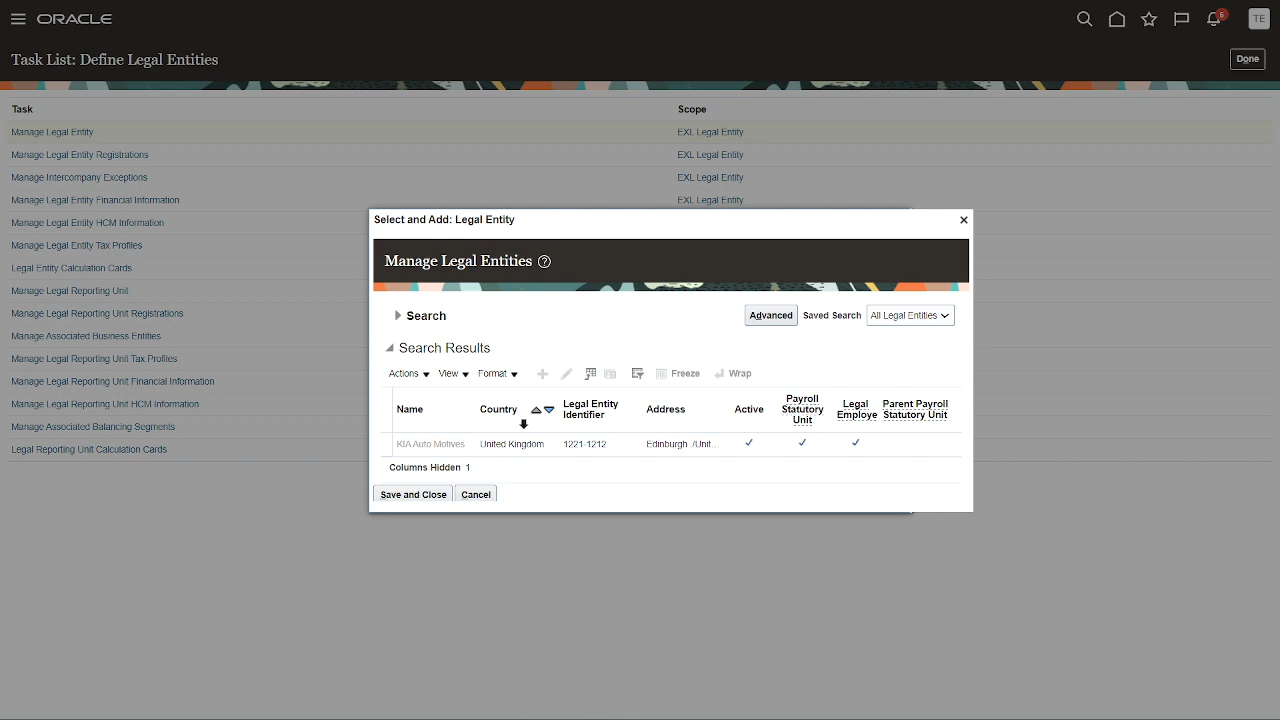 ORACLE
6
TE
Task List: Define Legal Entities
Done
Task Scope
Manage Legal Entity EXL Legal Entity
Manage Legal Entity Registrations EXL Legal Entity
Manage Intercompany Exceptions EXL Legal Entity
Manage Legal Entity Financial Information EXL Legal Entity
Manage Legal Entity HCM Information
Manage Legal Entity Tax Profiles
Legal Entity Calculation Cards
Manage Legal Reporting Unit
Manage Legal Reporting Unit Registrations
Manage Associated Business Entities
Manage Legal Reporting Unit Tax Profiles
Manage Legal Reporting Unit Financial Information
Manage Legal Reporting Unit HCM Information
Manage Associated Balancing Segments
Legal Reporting Unit Calculation Cards
Select and Add: Legal Entity
Manage Legal Entities
Search
Advanced Saved Search All Legal Entities
Search Results
Actions View Format Freeze Wrap
Name Country Legal Entity Identifier Address Active Payroll Statutory Unit Legal Employe Parent Payroll Statutory Unit
KIA Auto Motives United Kingdom 1221-1212 Edinburgh /Unit...
Columns Hidden 1
Save and Close Cancel